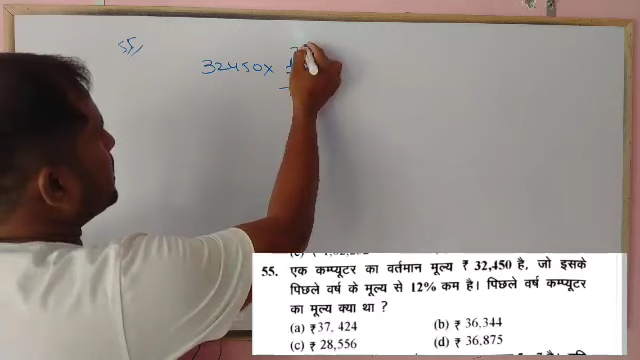 55,,
32450x
55. एक कम्प्यूटर का वर्तमान मूल्य ₹ 32,450 है, जो इसके
पिछले वर्ष के मूल्य से 12% कम है। पिछले वर्ष कम्प्यूटर
का मूल्य क्या था ?
(a) ₹37, 424 (b) ₹ 36,344
(c) ₹ 28,556 (d) ₹ 36,875